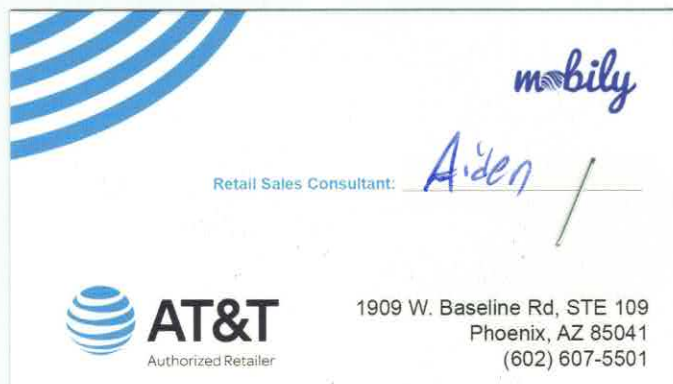 mobily
Retail Sales Consultant: Aiden
AT&T
Authorized Retailer
1909 W. Baseline Rd, STE 109
Phoenix, AZ 85041
(602) 607-5501